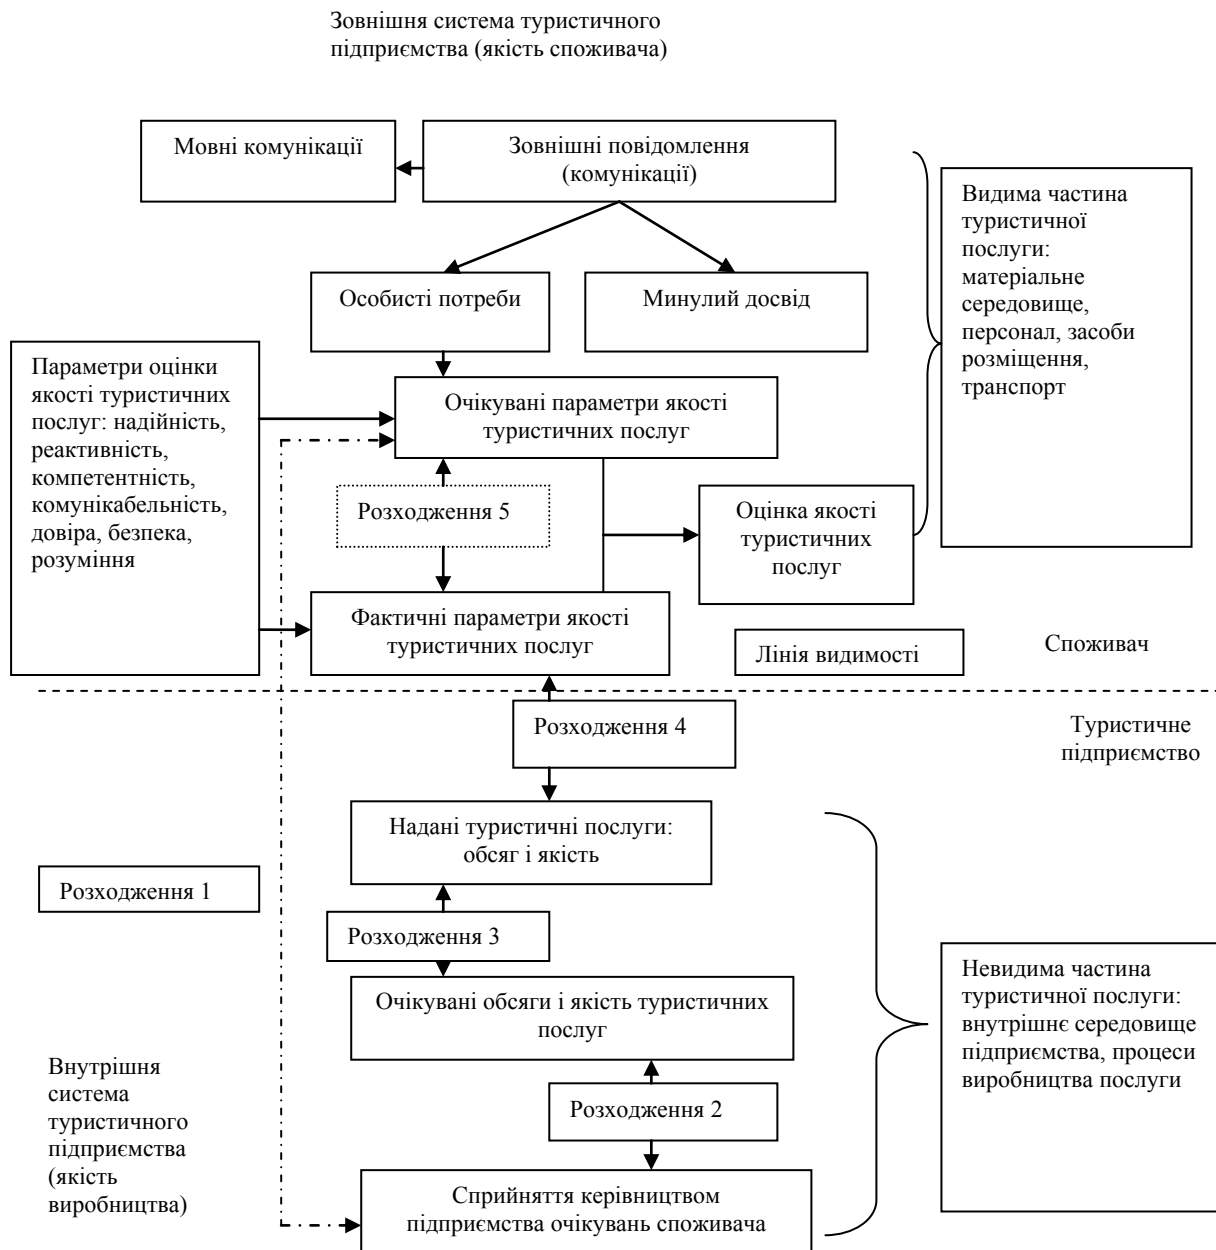 Зовнішня система туристичного
підприємства (якість споживача)
Мовні комунікації
Зовнішні повідомлення
(комунікації)
Видима частина
туристичної
послуги:
матеріальне
середовище,
персонал, засоби
розміщення,
транспорт
Особисті потреби
Минулий досвід
Параметри оцінки
якості туристичних
послуг: надійність,
реактивність,
компетентність,
комунікабельність,
довіра, безпека,
розуміння
Очікувані параметри якості
туристичних послуг
Розходження 5
Оцінка якості
туристичних
послуг
Фактичні параметри якості
туристичних послуг
Лінія видимості
Споживач
Розходження 4
Туристичне
підприємство
Надані туристичні послуги:
обсяг і якість
Розходження 1
Розходження 3
Очікувані обсяги і якість туристичних
послуг
Невидима частина
туристичної послуги:
внутрішнє середовище
підприємства, процеси
виробництва послуги
Внутрішня
система
туристичного
підприємства
(якість
виробництва)
Розходження 2
Сприйняття керівництвом
підприємства очікувань споживача